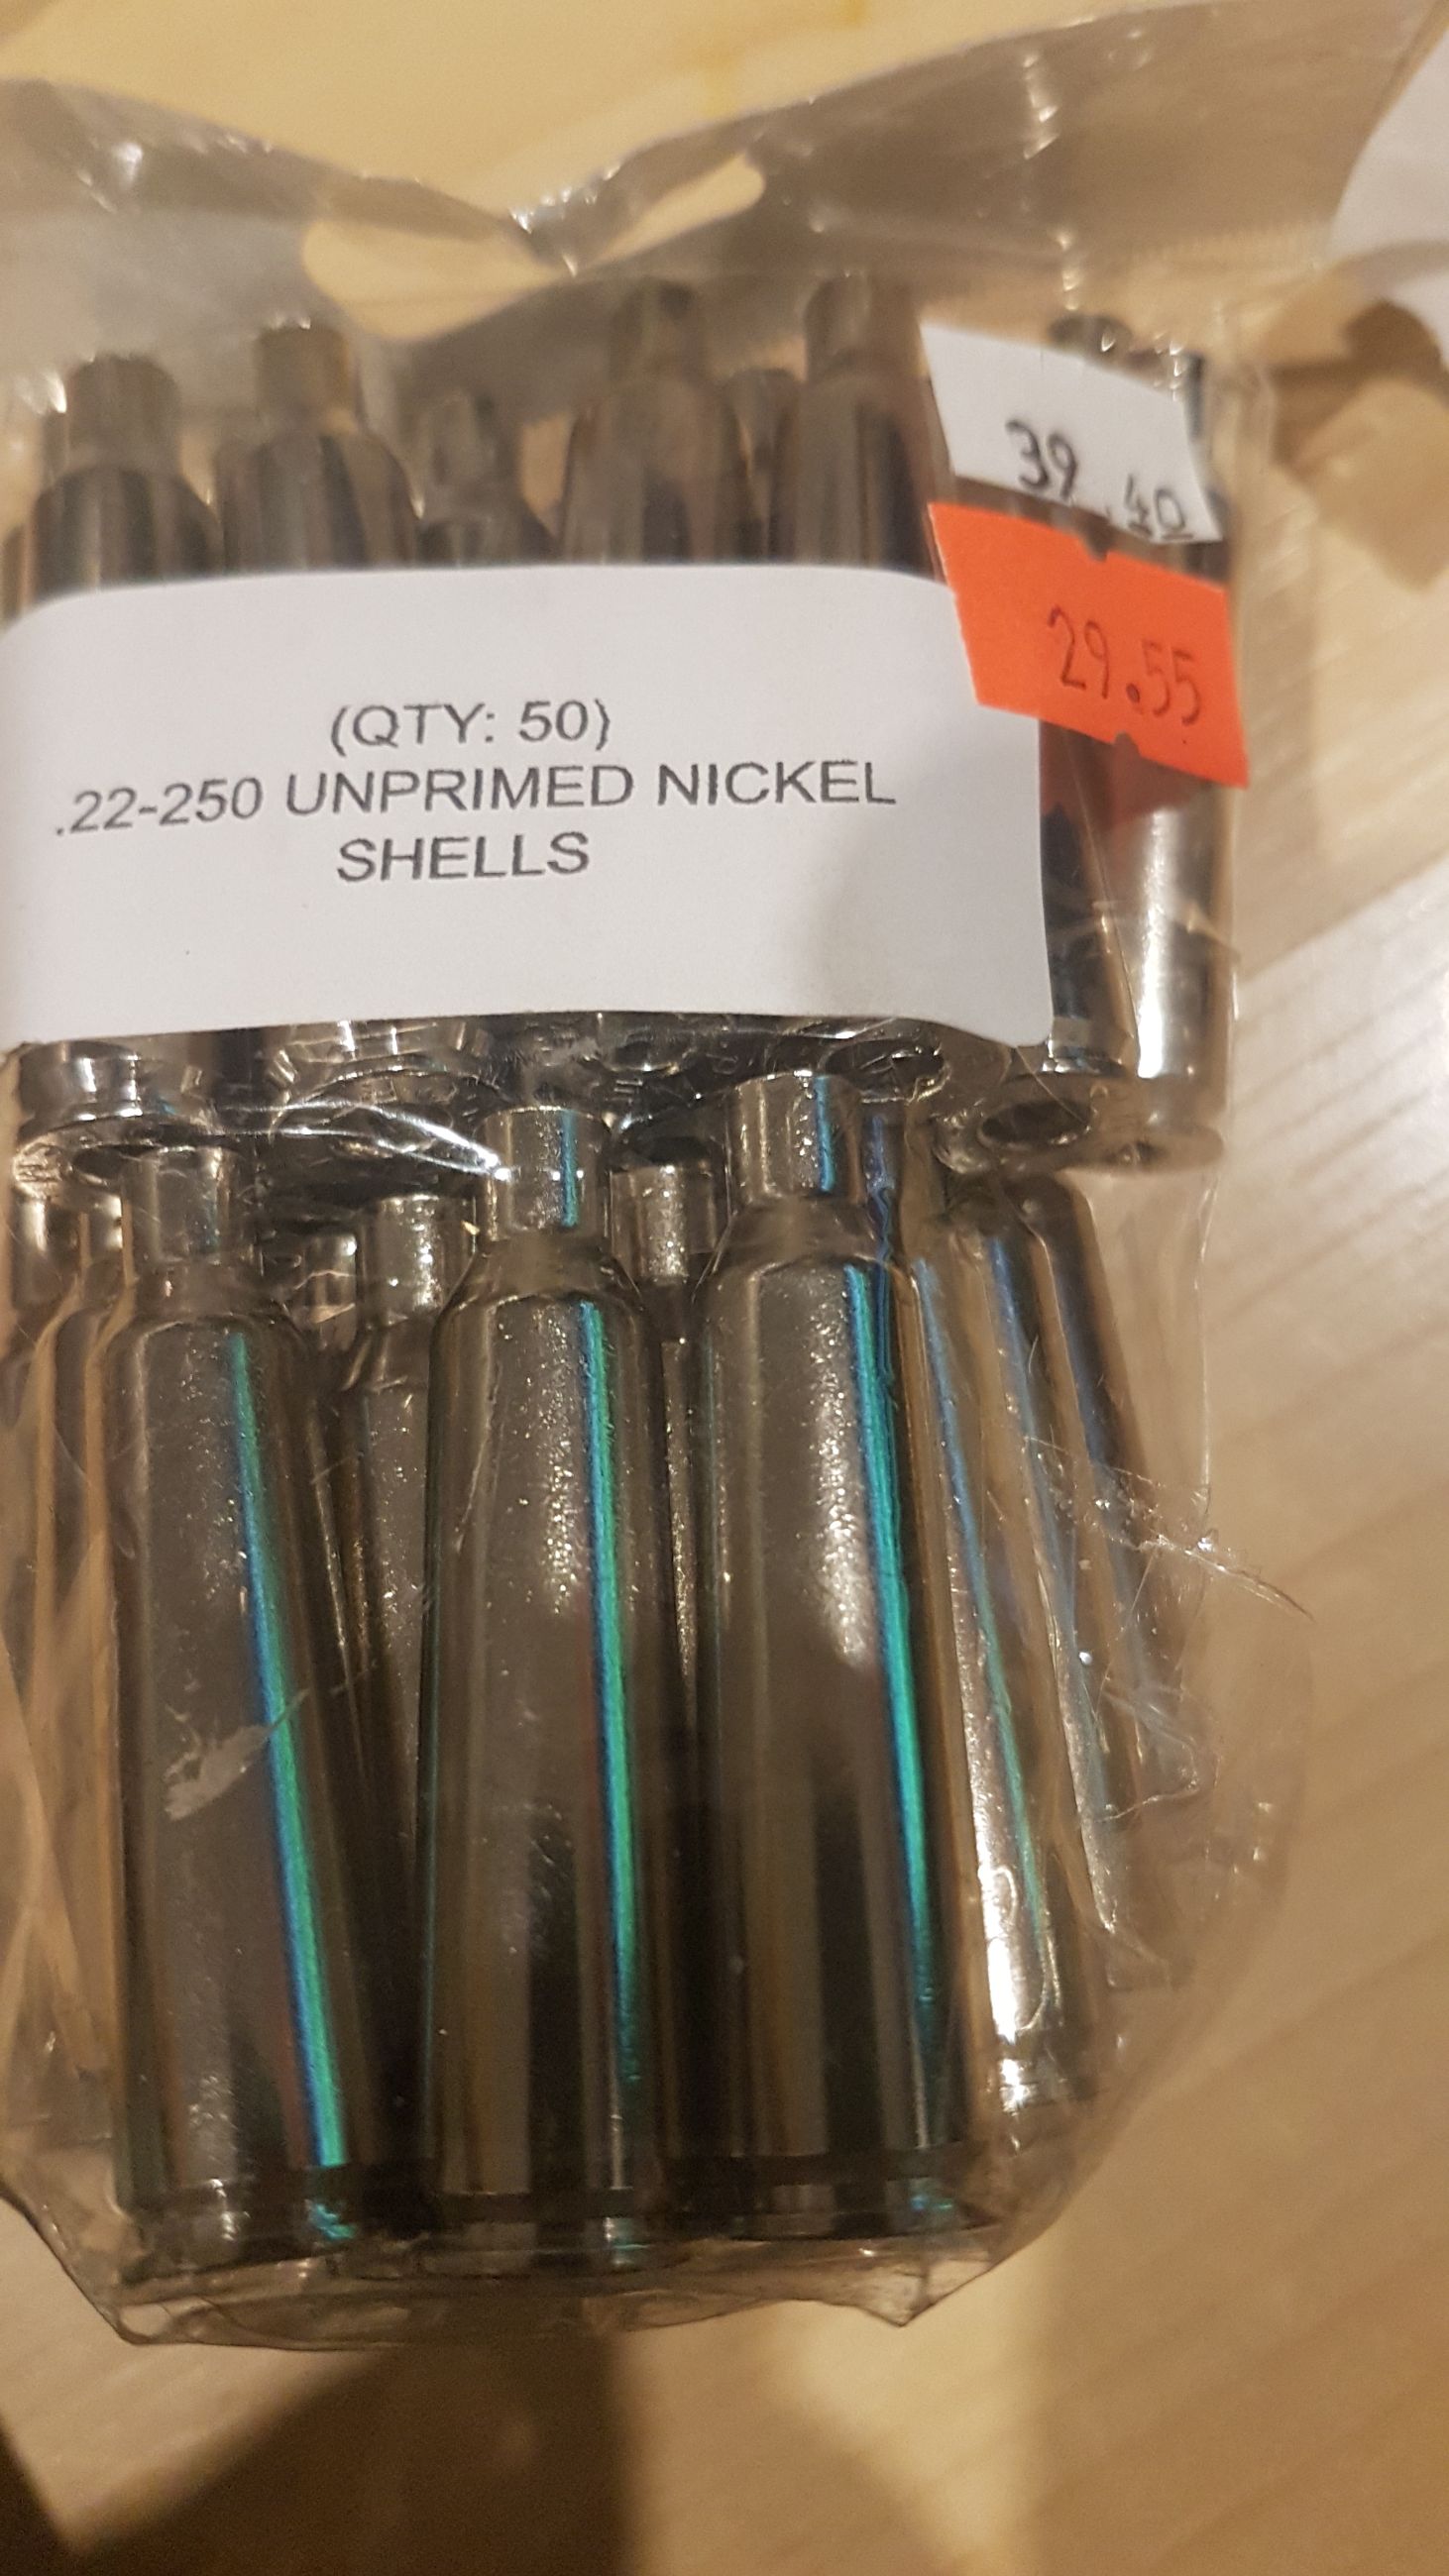 39.40
29.55
(QTY: 50)
.22-250 UNPRIMED NICKEL
SHELLS